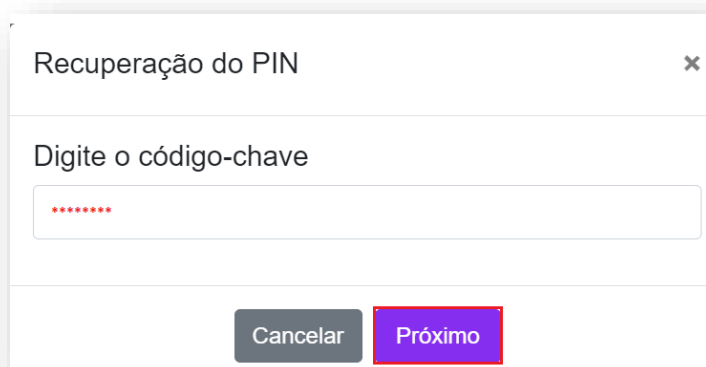 Recuperação do PIN
×
Digite o código-chave
********
Cancelar
Próximo